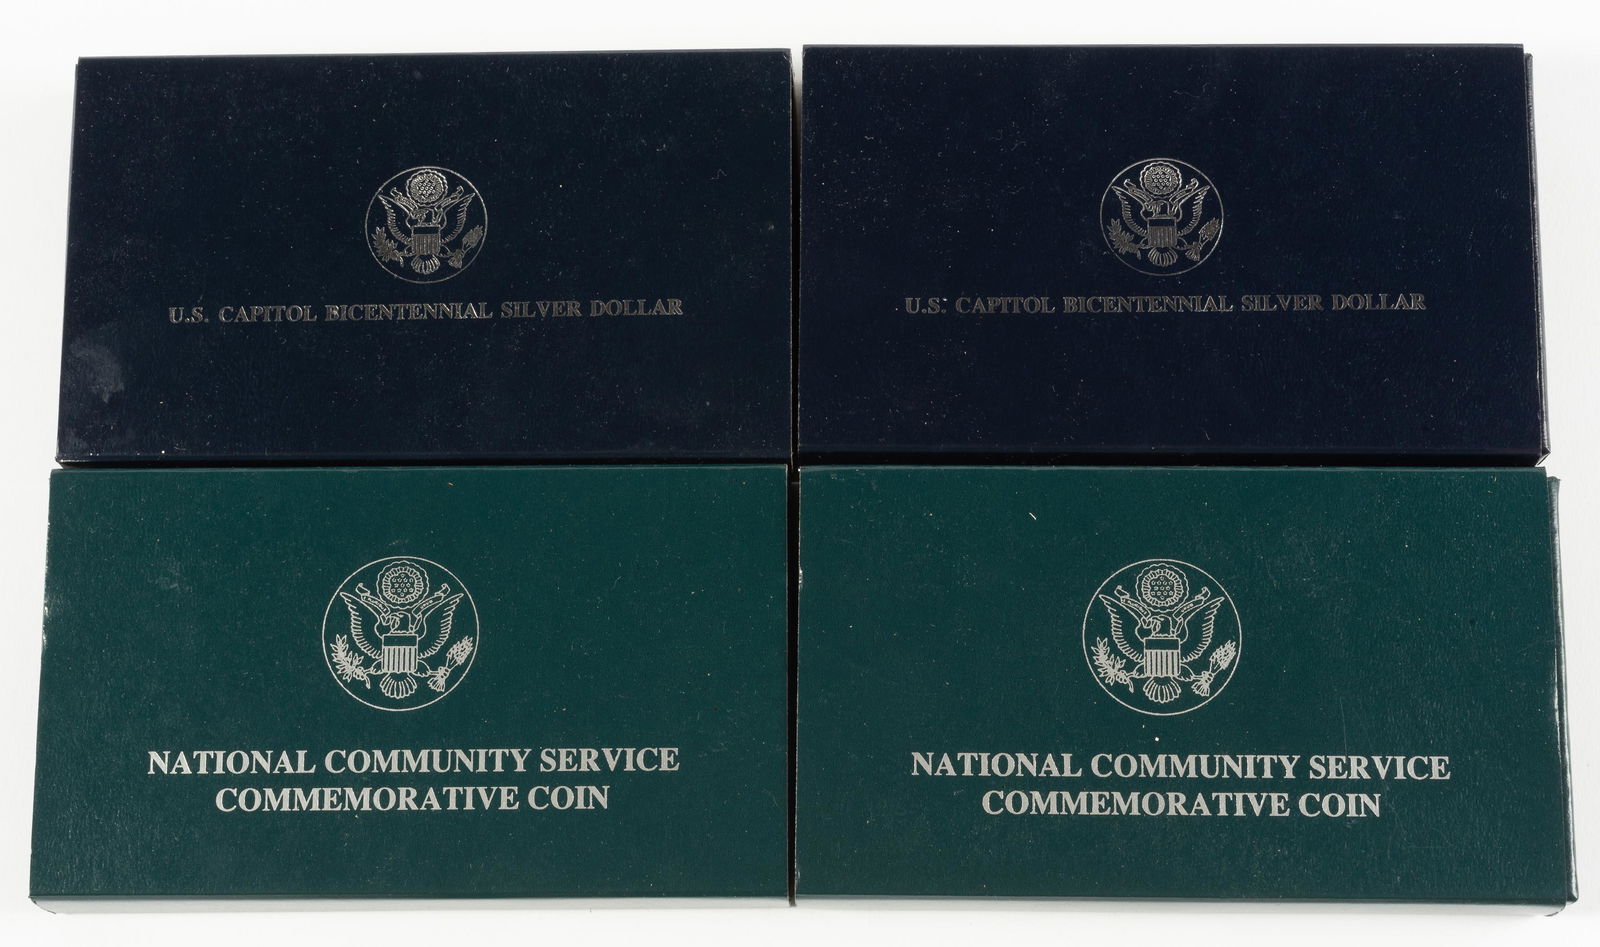 U.S. CAPITOL BICENTENNIAL SILVER DOLLAR
U.S. CAPITOL BICENTENNIAL SILVER DOLLAR
NATIONAL COMMUNITY SERVICE
COMMEMORATIVE COIN
NATIONAL COMMUNITY SERVICE
COMMEMORATIVE COIN